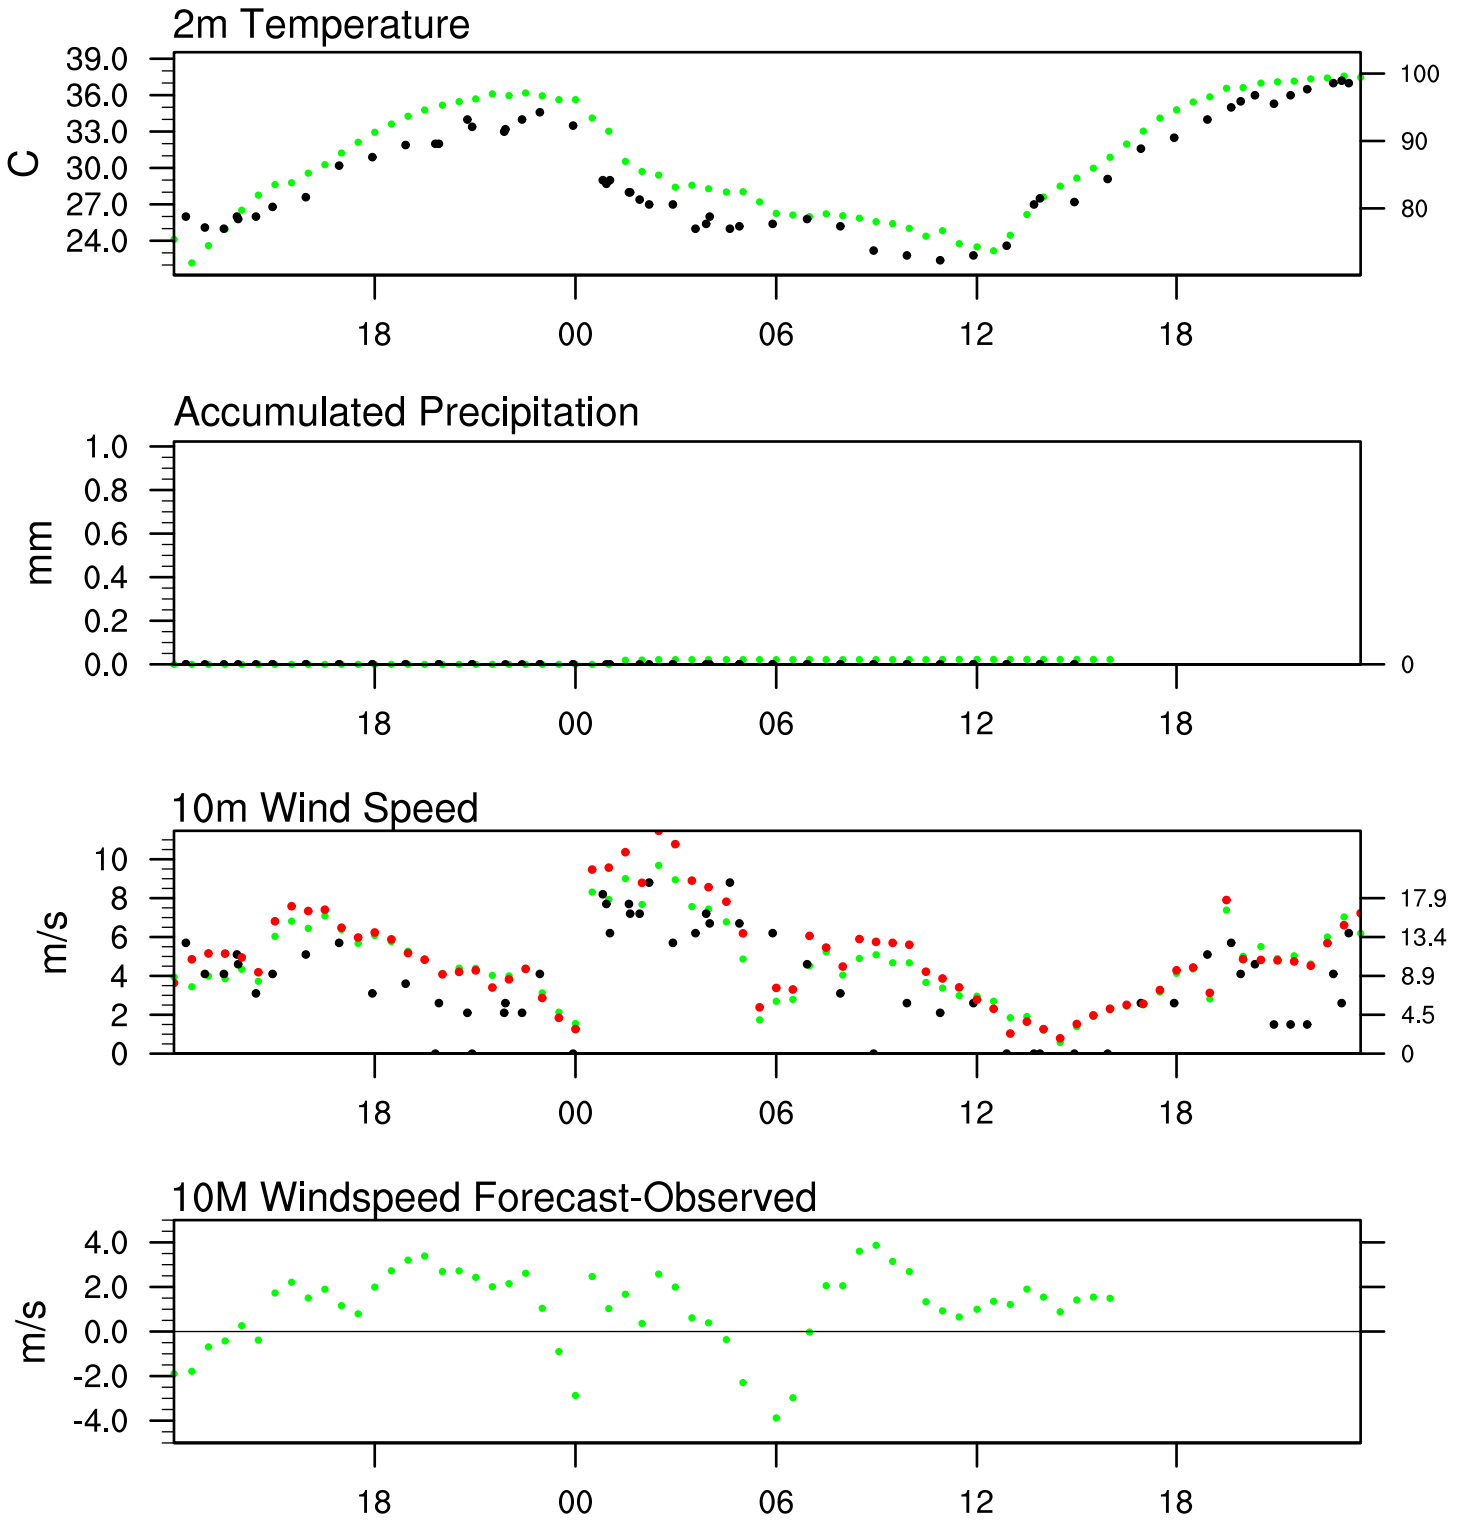 2m Temperature
39.0
36.0
33.0
30.0
27.0
24.0
C
100
90
80
18 00 06 12 18
Accumulated Precipitation
1.0
0.8
0.6
0.4
0.2
0.0
mm
0
18 00 06 12 18
10m Wind Speed
10
8
6
4
2
0
m/s
17.9
13.4
8.9
4.5
0
18 00 06 12 18
10M Windspeed Forecast-Observed
4.0
2.0
0.0
-2.0
-4.0
m/s
18 00 06 12 18